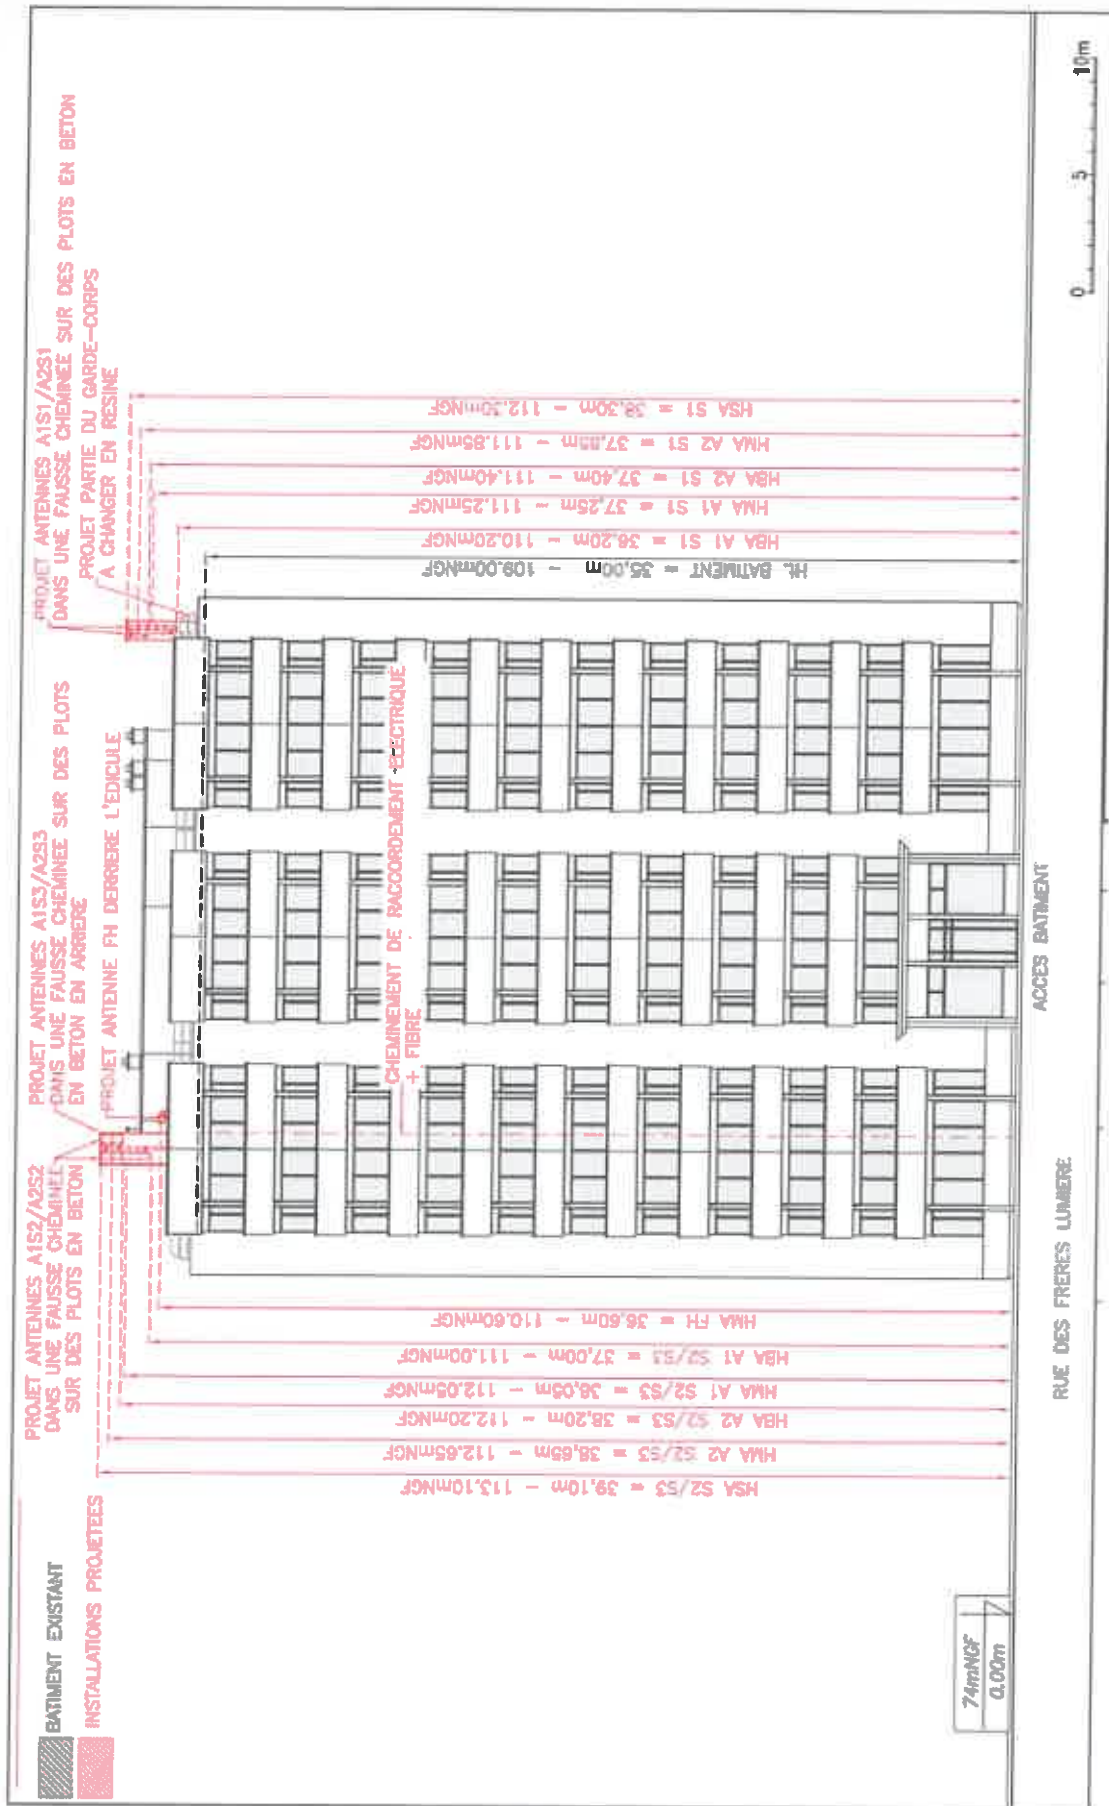 BATIMENT EXISTANT
INSTALLATIONS PROJETEES
PROJET ANTENNES A1S2/A2S2
DANS UNE FAUSSE CHEMINEE
SUR DES PLOTS EN BETON
PROJET ANTENNES A1S3/A2S3
DANS UNE FAUSSE CHEMINEE SUR DES PLOTS
EN BETON EN ARRIERE
PROJET ANTENNE FH DERRIERE L'EDICULE
PROJET ANTENNES A1S1/A2S1
DANS UNE FAUSSE CHEMINEE SUR DES PLOTS EN BETON
PROJET PARTIE DU GARDE-CORPS
A CHANGER EN RESINE
HSA S2/S3 = 39,10m - 113.10mNGF
HMA A2 S2/S3 = 38,65m - 112.65mNGF
HBA A2 S2/S3 = 38,20m - 112.20mNGF
HMA A1 S2/S3 = 38,05m - 112.05mNGF
HBA A1 S2/S3 = 37,00m - 111.00mNGF
HMA FH = 36,60m - 110.60mNGF
CHEMINEMENT DE RACCORDEMENT ELECTRIQUE
+ FIBRE
Ht. BATIMENT = 35,00m - 109.00mNGF
HBA A1 S1 = 36,20m - 110.20mNGF
HMA A1 S1 = 37,25m - 111.25mNGF
HBA A2 S1 = 37,40m - 111.40mNGF
HMA A2 S1 = 37,85m - 111.85mNGF
HSA S1 = 38,30m - 112.30mNGF
74mNGF
0.00m
ACCES BATIMENT
RUE DES FRERES LUMIERE
0 5 10m